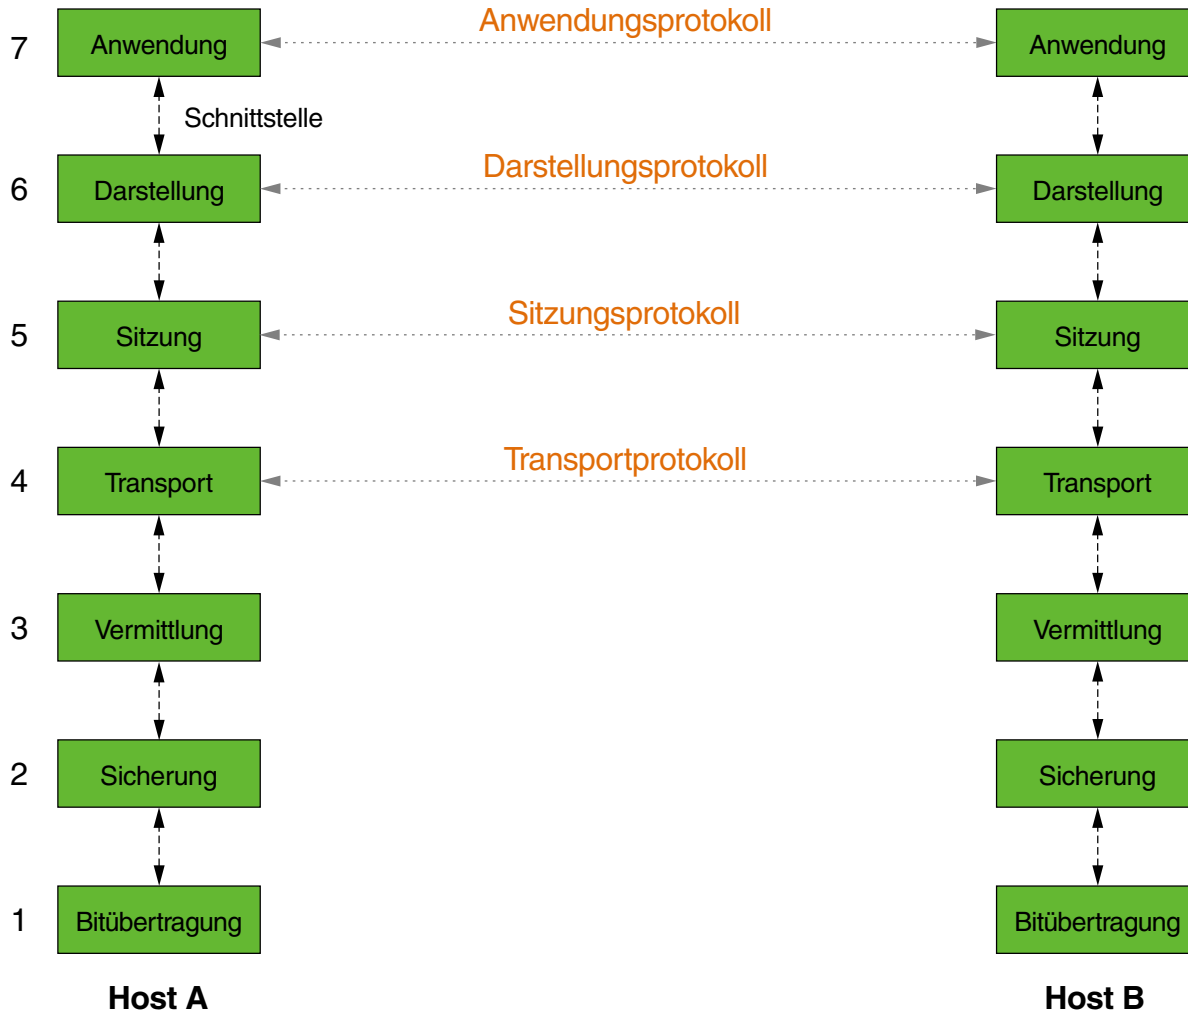 Anwendungsprotokoll
7 Anwendung Anwendung
Schnittstelle
Darstellungsprotokoll
6 Darstellung Darstellung
Sitzungsprotokoll
5 Sitzung Sitzung
Transportprotokoll
4 Transport Transport
3 Vermittlung Vermittlung
2 Sicherung Sicherung
1 Bitübertragung Bitübertragung
Host A Host B